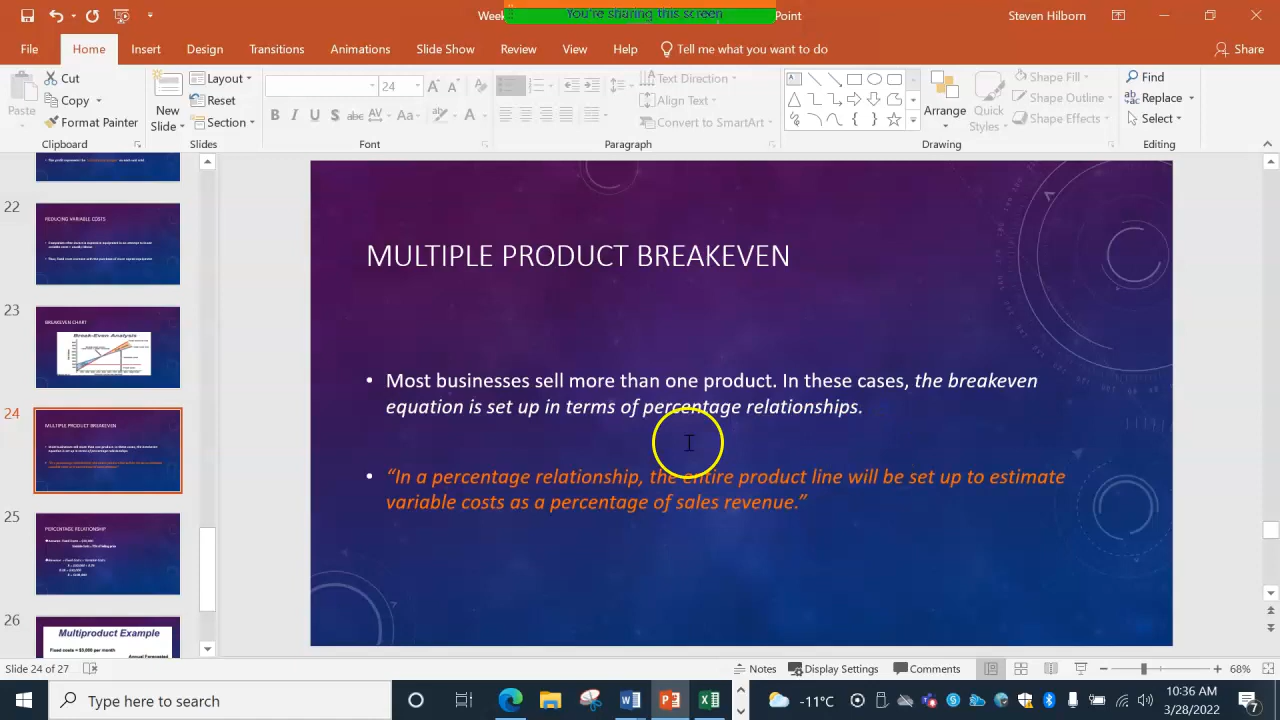 You're sharing this screen
Week
Point
Steven Hilborn
File Home Insert Design Transitions Animations Slide Show Review View Help Tell me what you want to do Share
Paste
Cut
Copy
Format Painter
Clipboard
New
Slide
Layout
Reset
Section
Slides
24
B I U S abc AV Aa A
Font
Text Direction
Align Text
Convert to SmartArt
Paragraph
Arrange
Quick
Styles
Shape Fill
Shape Outline
Shape Effects
Drawing
Find
Replace
Select
Editing
22
REDUCING VARIABLE COSTS
23
BREAKEVEN CHART
Break-Even Analysis
24
MULTIPLE PRODUCT BREAKEVEN
25
PERCENTAGE RELATIONSHIP
26
Multiproduct Example
Annual Forecasted
MULTIPLE PRODUCT BREAKEVEN
• Most businesses sell more than one product. In these cases, the breakeven
equation is set up in terms of percentage relationships.
• “In a percentage relationship, the entire product line will be set up to estimate
variable costs as a percentage of sales revenue.”
Slide 24 of 27
Notes Display Settings Comments 68%
Type here to search
-11°C
10:36 AM
3/28/2022
7